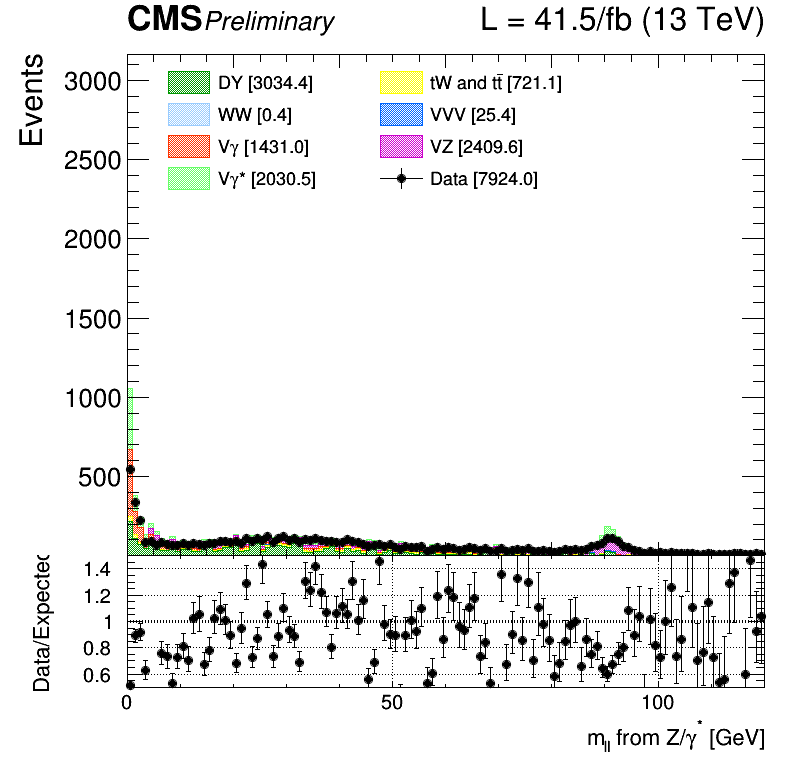 CMS Preliminary L = 41.5/fb (13 TeV)
Events
3000
2500
2000
1500
1000
500
DY [3034.4]
WW [0.4]
Vγ [1431.0]
Vγ* [2030.5]
tW and tt̄ [721.1]
VVV [25.4]
VZ [2409.6]
Data [7924.0]
Data/Expected
1.4
1.2
1
0.8
0.6
0 50 100
m_ll from Z/γ* [GeV]